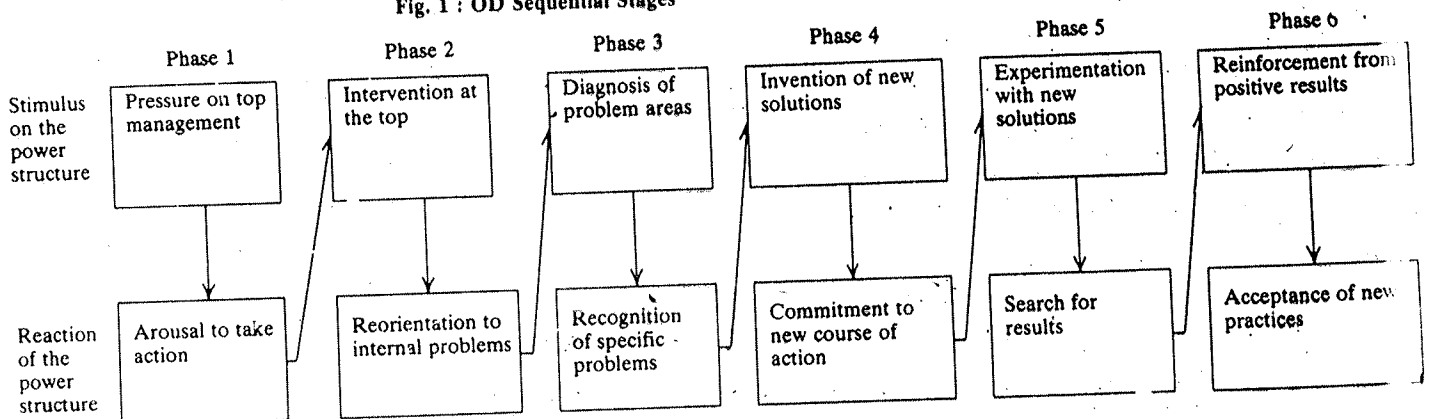 Fig. 1 : OD Sequential Stages
Phase 1
Phase 2
Phase 3
Phase 4
Phase 5
Phase 6
Stimulus
on the
power
structure
Pressure on top
management
Intervention at
the top
Diagnosis of
problem areas
Invention of new
solutions
Experimentation
with new
solutions
Reinforcement from
positive results
Reaction
of the
power
structure
Arousal to take
action
Reorientation to
internal problems
Recognition
of specific
problems
Commitment to
new course of
action
Search for
results
Acceptance of new
practices